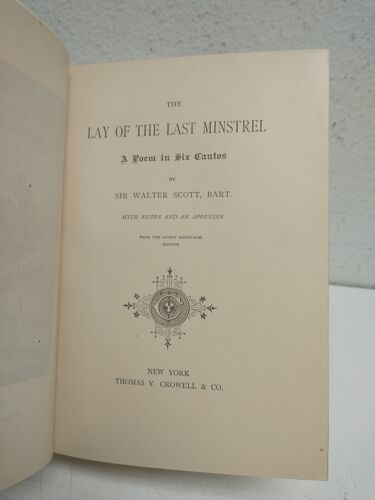 THE
LAY OF THE LAST MINSTREL
A Poem in Six Cantos
BY
SIR WALTER SCOTT, BART.
WITH NOTES AND AN APPENDIX
FROM THE LATEST EDINBURGH
EDITION
NEW YORK
THOMAS Y. CROWELL & CO.